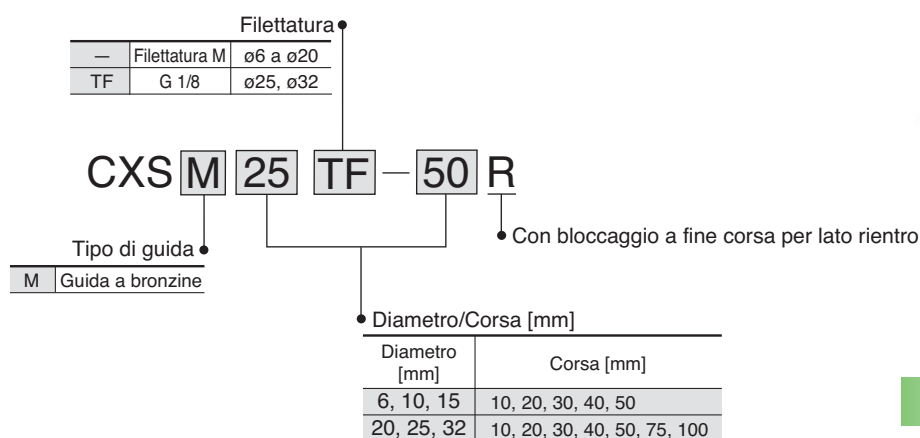 Filettatura
— Filettatura M ø6 a ø20
TF G 1/8 ø25, ø32
CXS M 25 TF — 50 R
Con bloccaggio a fine corsa per lato rientro
Tipo di guida
M Guida a bronzine
Diametro/Corsa [mm]
Diametro
[mm]
Corsa [mm]
6, 10, 15 10, 20, 30, 40, 50
20, 25, 32 10, 20, 30, 40, 50, 75, 100